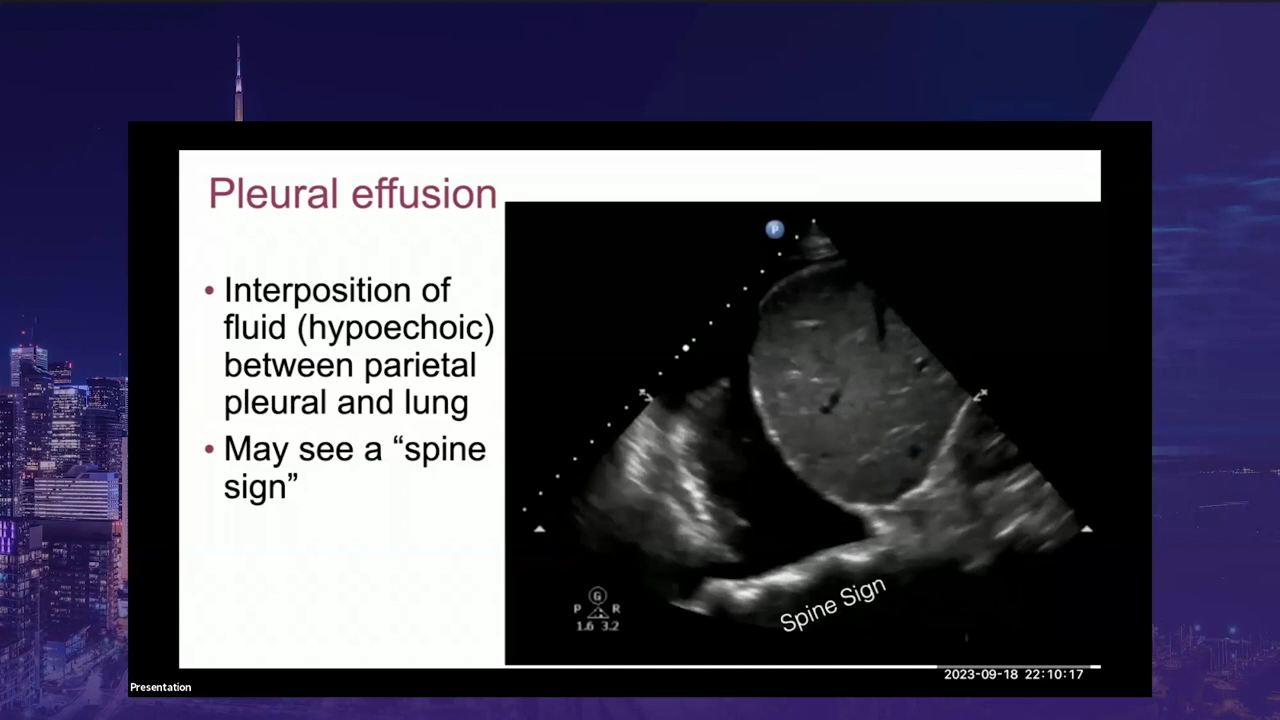 Pleural effusion
• Interposition of
fluid (hypoechoic)
between parietal
pleural and lung
• May see a “spine
sign”
P
G
P R
1.6 3.2
Spine Sign
2023-09-18 22:10:17
Presentation